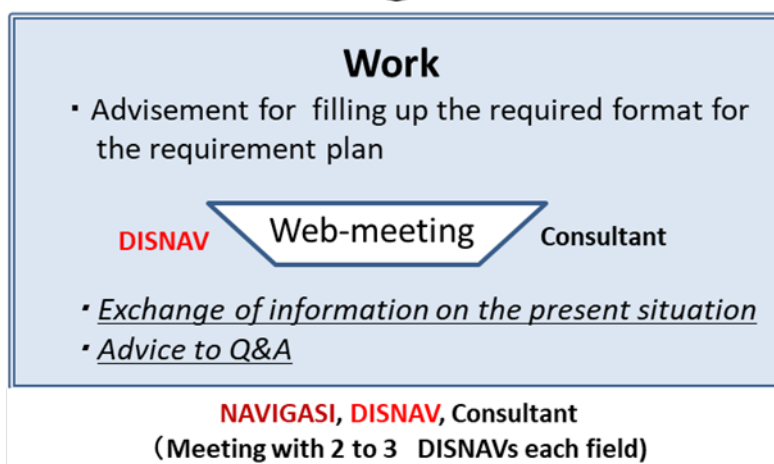 Work
・Advisement for filling up the required format for
the requirement plan
DISNAV Web-meeting Consultant
・Exchange of information on the present situation
・Advice to Q&A
NAVIGASI, DISNAV, Consultant
（Meeting with 2 to 3 DISNAVs each field)